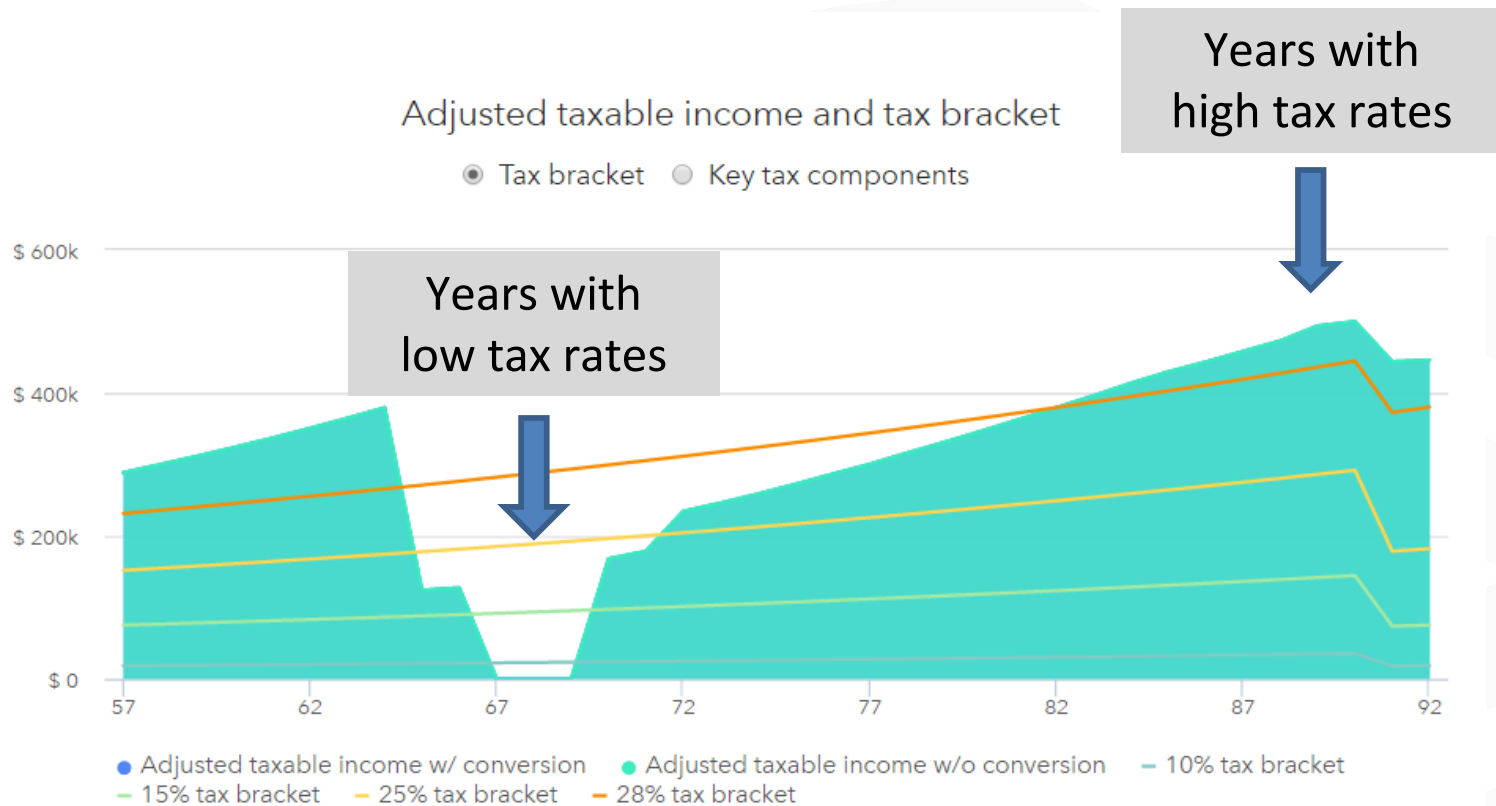 Years with
high tax rates
Adjusted taxable income and tax bracket
Tax bracket Key tax components
$ 600k
Years with
low tax rates
$ 400k
$ 200k
$ 0
57 62 67 72 77 82 87 92
Adjusted taxable income w/ conversion Adjusted taxable income w/o conversion 10% tax bracket
15% tax bracket 25% tax bracket 28% tax bracket